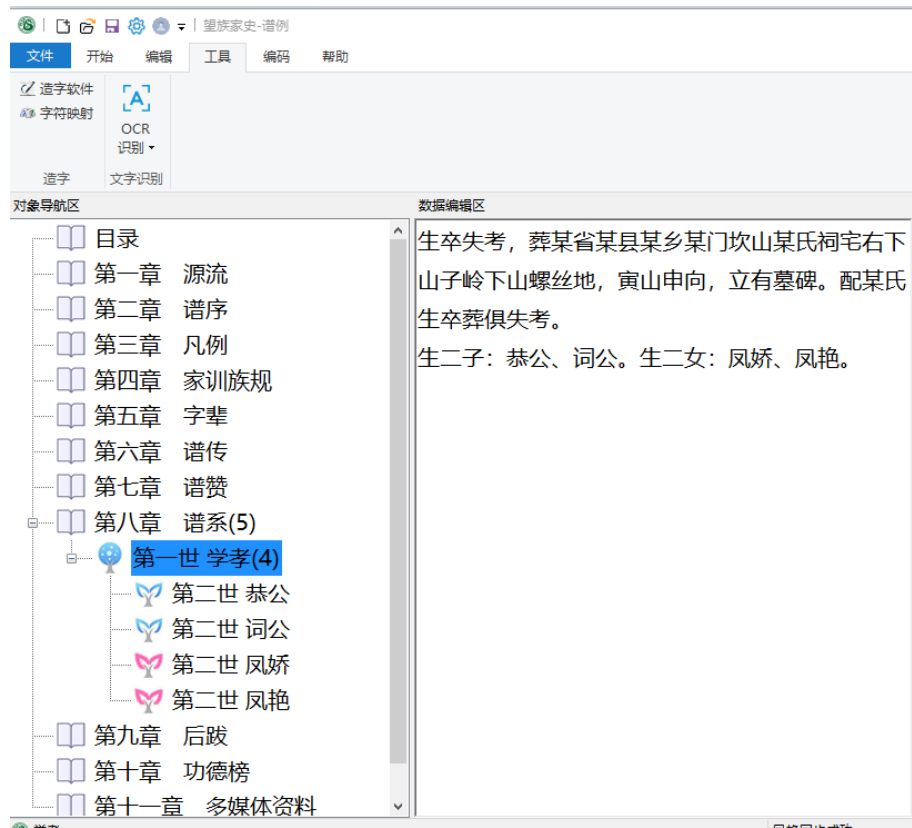 望族家史-谱例
文件 开始 编辑 工具 编码 帮助
造字软件
字符映射
OCR
识别
造字 文字识别
对象导航区
目录
第一章 源流
第二章 谱序
第三章 凡例
第四章 家训族规
第五章 字辈
第六章 谱传
第七章 谱赞
第八章 谱系(5)
第一世 学孝(4)
第二世 恭公
第二世 词公
第二世 凤娇
第二世 凤艳
第九章 后跋
第十章 功德榜
第十一章 多媒体资料
数据编辑区
生卒失考，葬某省某县某乡某门坎山某氏祠宅右下
山子岭下山螺丝地，寅山申向，立有墓碑。配某氏
生卒葬俱失考。
生二子：恭公、词公。生二女：凤娇、凤艳。